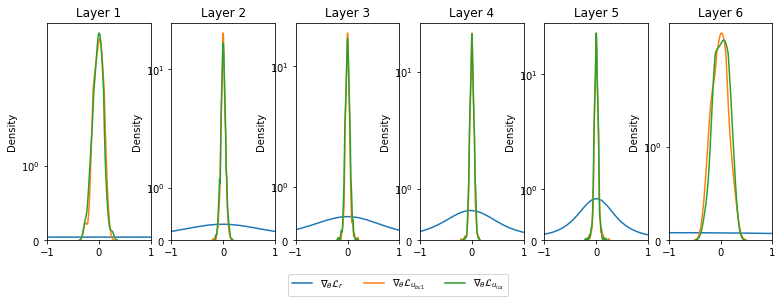 Layer 1 Layer 2 Layer 3 Layer 4 Layer 5 Layer 6
Density Density Density Density Density Density
10⁰ 10¹ 10¹ 10¹ 10¹ 10⁰
10⁰ 10⁰ 10⁰ 10⁰
0 0 0 0 0 0
−1 0 1 −1 0 1 −1 0 1 −1 0 1 −1 0 1 −1 0 1
∇θℒr ∇θℒu_bc1 ∇θℒu_ics